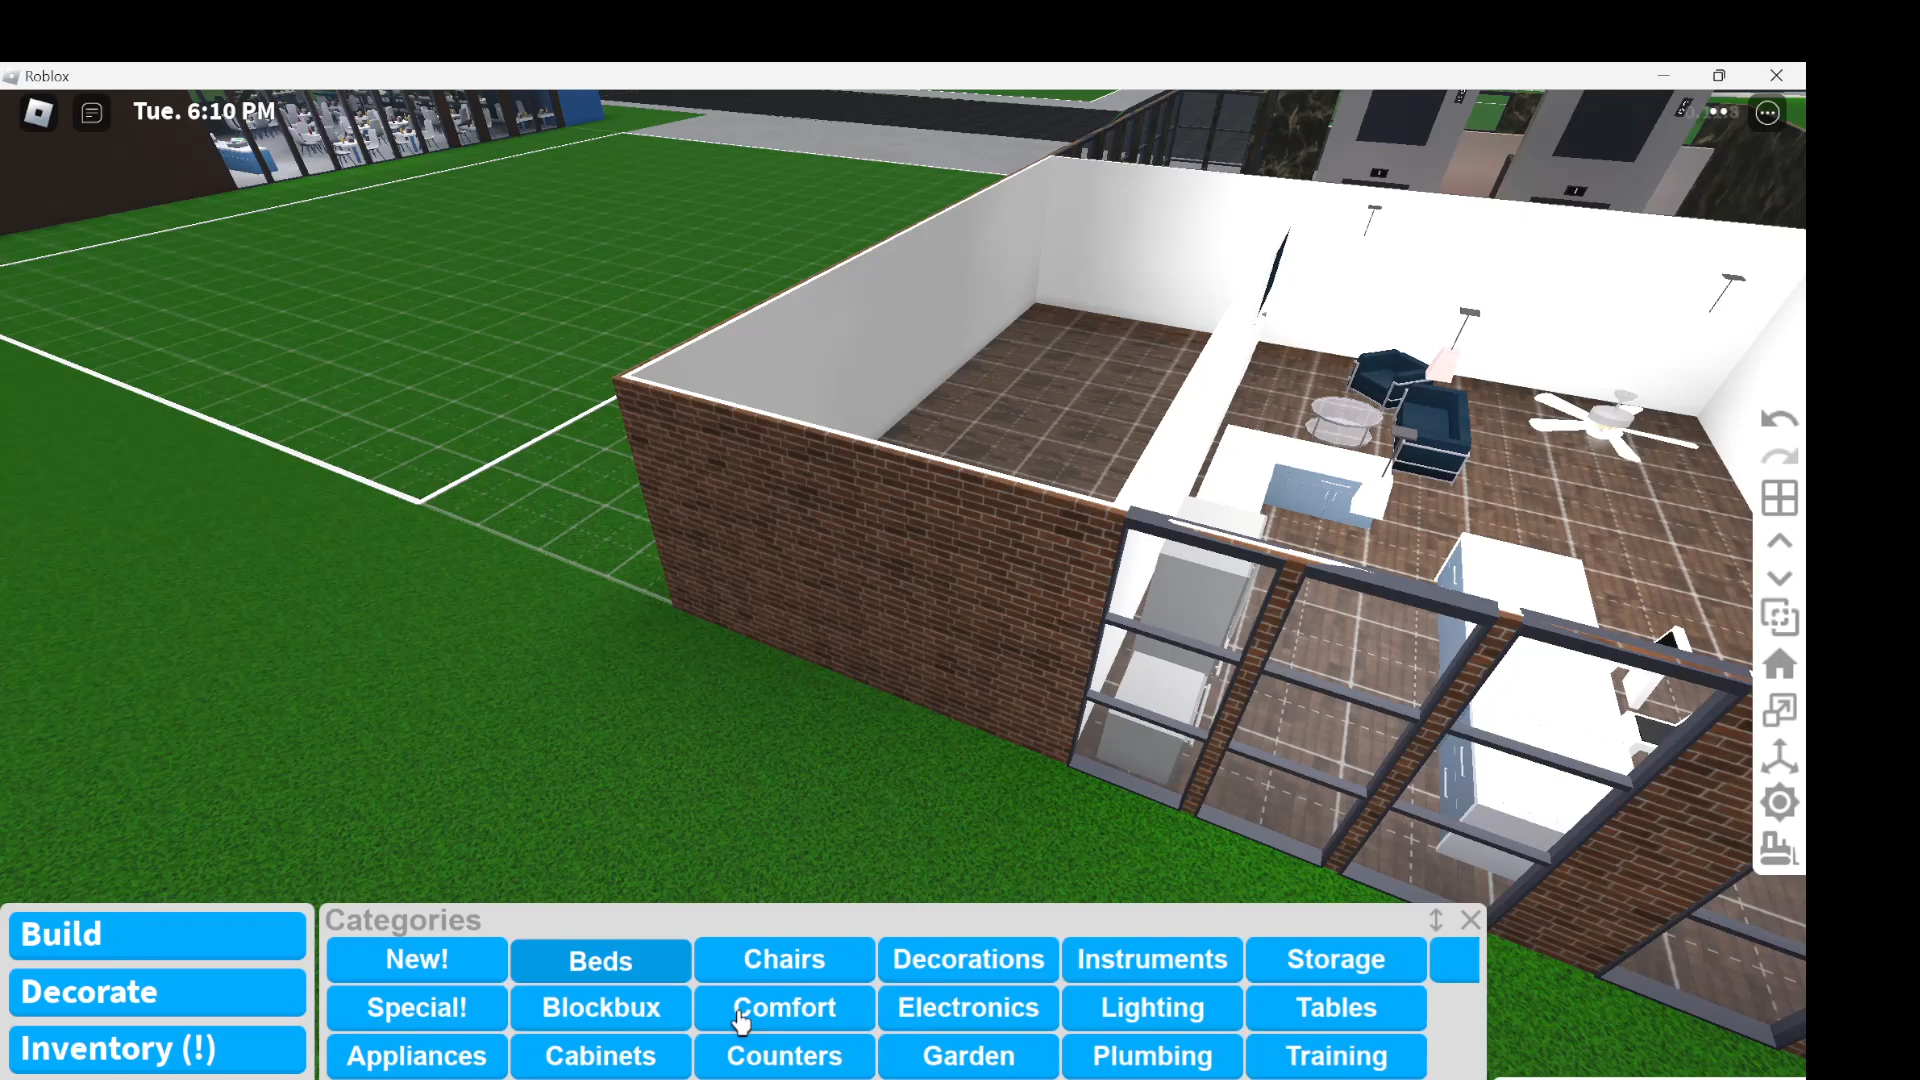 Roblox
Tue. 6:10 PM
Build
Decorate
Inventory (!)
Categories
New!
Beds
Chairs
Decorations
Instruments
Storage
Special!
Blockbux
Comfort
Electronics
Lighting
Tables
Appliances
Cabinets
Counters
Garden
Plumbing
Training